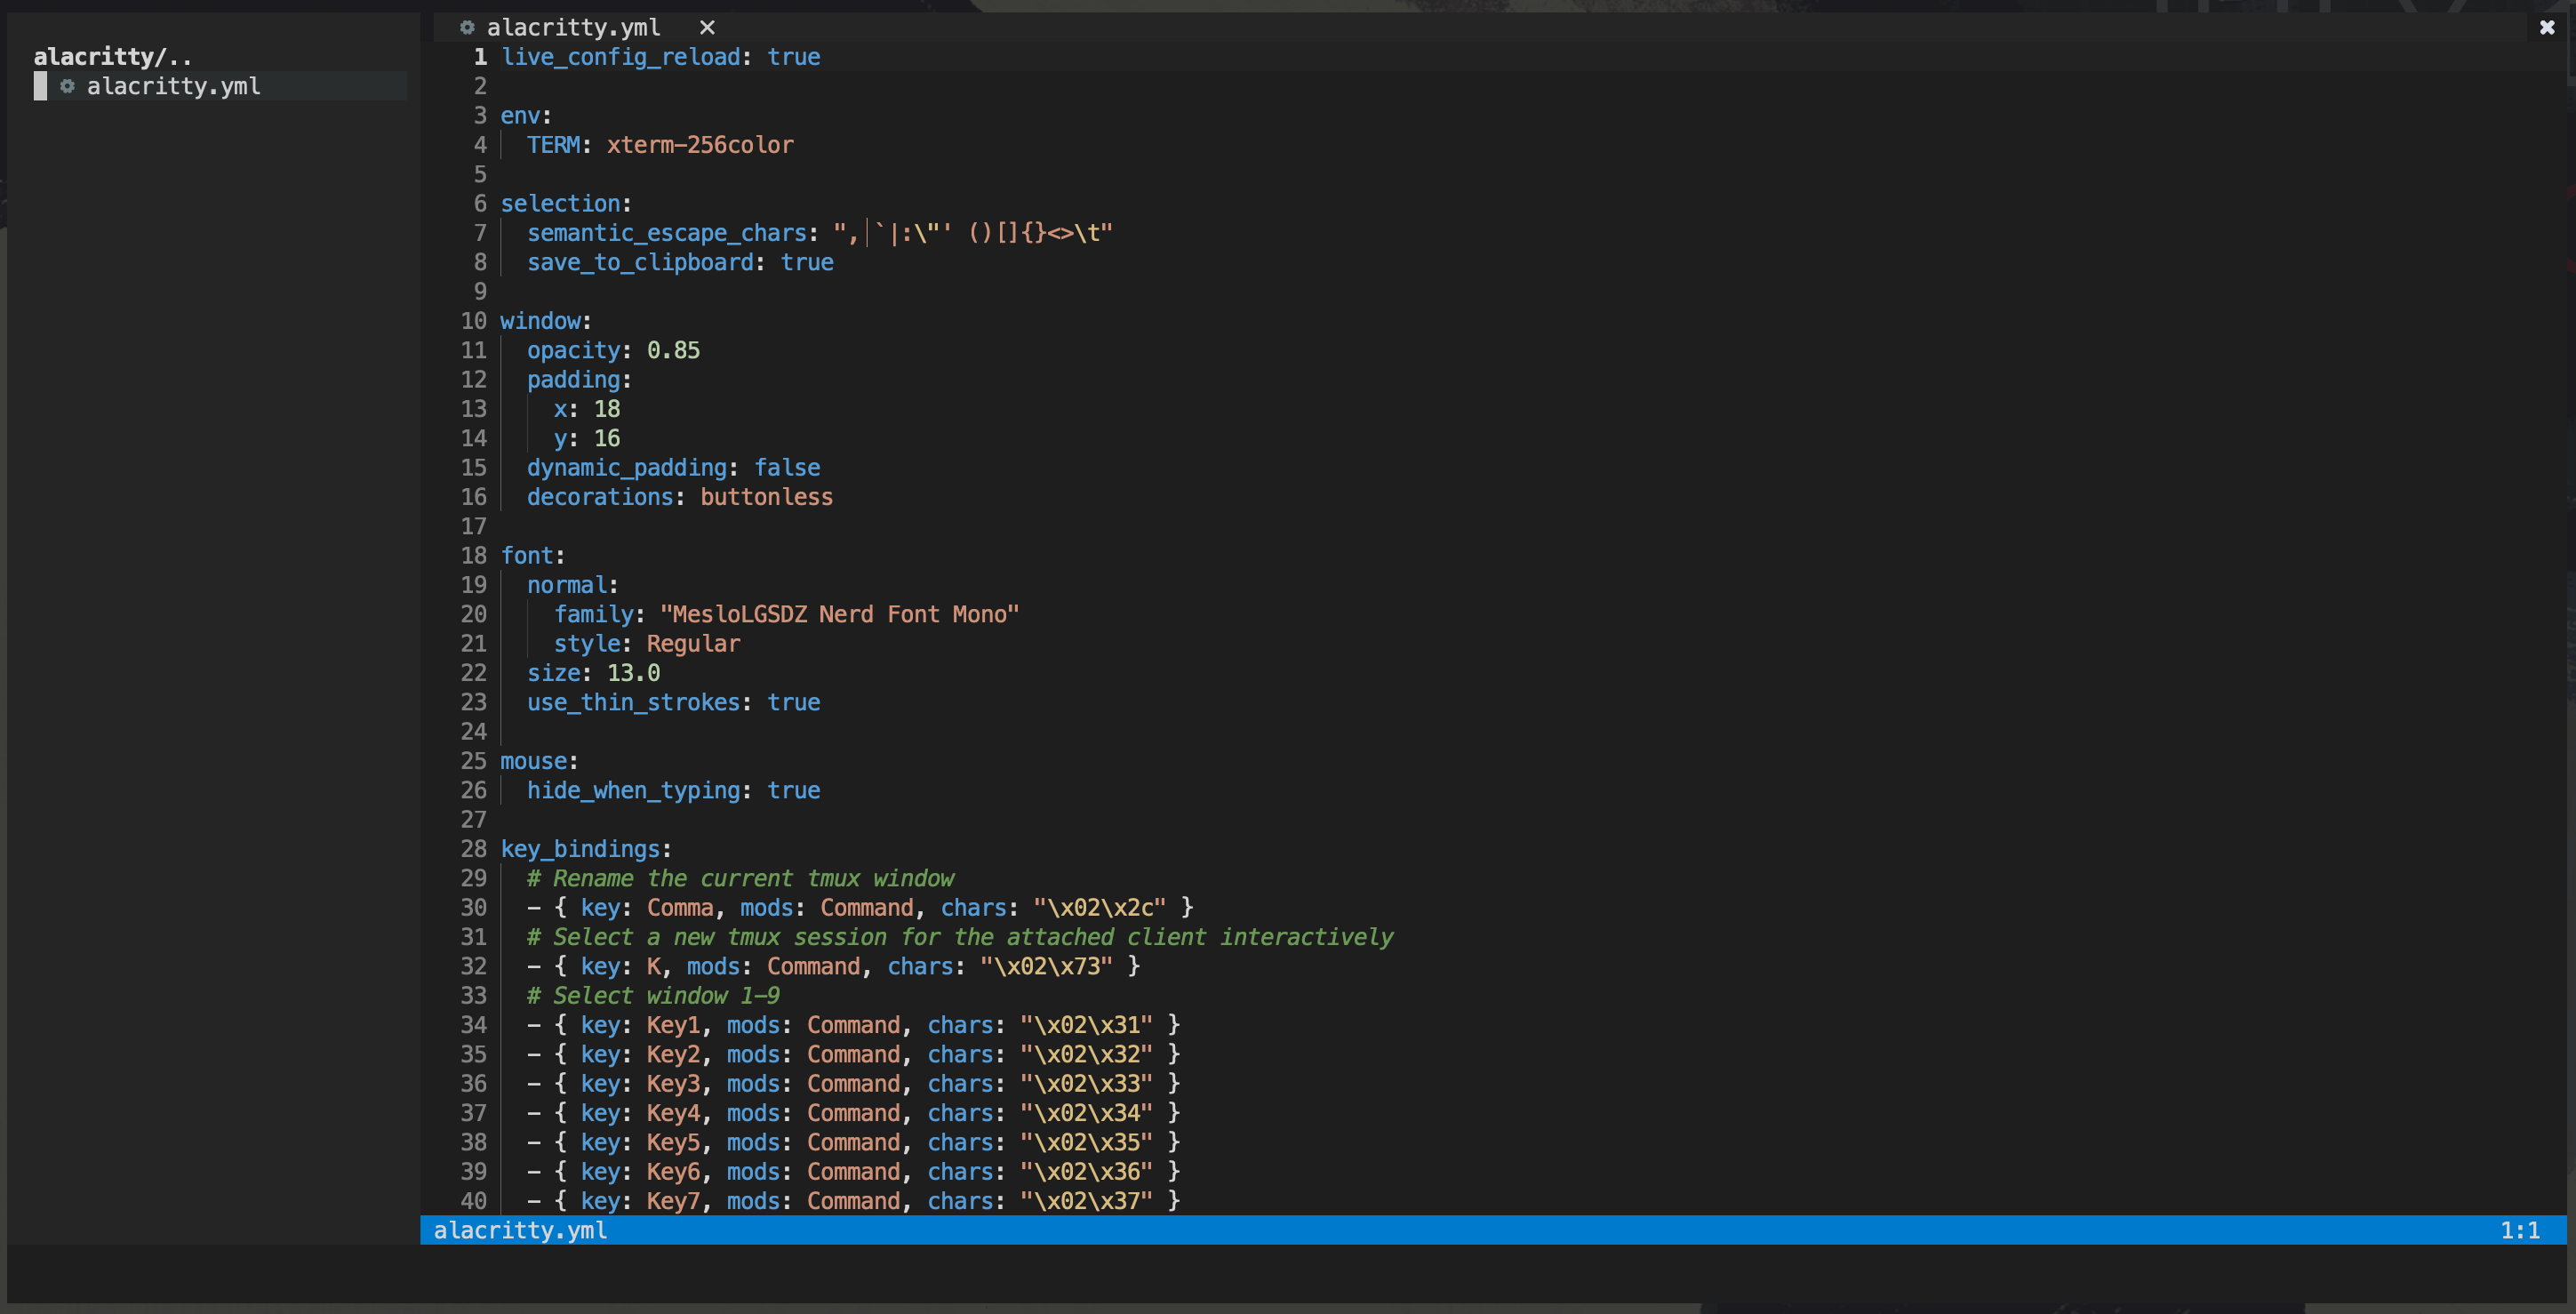 alacritty/..
alacritty.yml
alacritty.yml
1 live_config_reload: true
2
3 env:
4 TERM: xterm-256color
5
6 selection:
7 semantic_escape_chars: ",│`|:\"' ()[]{}<>\t"
8 save_to_clipboard: true
9
10 window:
11 opacity: 0.85
12 padding:
13 x: 18
14 y: 16
15 dynamic_padding: false
16 decorations: buttonless
17
18 font:
19 normal:
20 family: "MesloLGSDZ Nerd Font Mono"
21 style: Regular
22 size: 13.0
23 use_thin_strokes: true
24
25 mouse:
26 hide_when_typing: true
27
28 key_bindings:
29 # Rename the current tmux window
30 - { key: Comma, mods: Command, chars: "\x02\x2c" }
31 # Select a new tmux session for the attached client interactively
32 - { key: K, mods: Command, chars: "\x02\x73" }
33 # Select window 1-9
34 - { key: Key1, mods: Command, chars: "\x02\x31" }
35 - { key: Key2, mods: Command, chars: "\x02\x32" }
36 - { key: Key3, mods: Command, chars: "\x02\x33" }
37 - { key: Key4, mods: Command, chars: "\x02\x34" }
38 - { key: Key5, mods: Command, chars: "\x02\x35" }
39 - { key: Key6, mods: Command, chars: "\x02\x36" }
40 - { key: Key7, mods: Command, chars: "\x02\x37" }
alacritty.yml 1:1